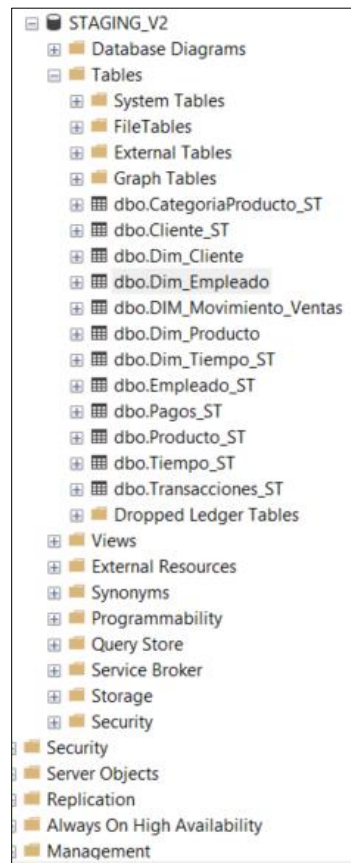 STAGING_V2
Database Diagrams
Tables
System Tables
FileTables
External Tables
Graph Tables
dbo.CategoriaProducto_ST
dbo.Cliente_ST
dbo.Dim_Cliente
dbo.Dim_Empleado
dbo.DIM_Movimiento_Ventas
dbo.Dim_Producto
dbo.Dim_Tiempo_ST
dbo.Empleado_ST
dbo.Pagos_ST
dbo.Producto_ST
dbo.Tiempo_ST
dbo.Transacciones_ST
Dropped Ledger Tables
Views
External Resources
Synonyms
Programmability
Query Store
Service Broker
Storage
Security
Security
Server Objects
Replication
Always On High Availability
Management